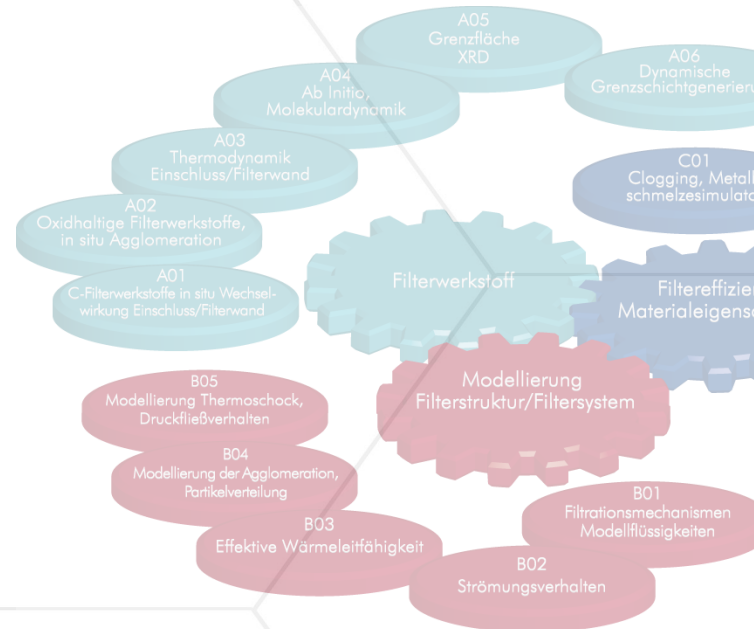 A05
Grenzfläche
XRD
A06
Dynamische
A04
Ab Initio,
Molekulardynamik
A03
Thermodynamik
Einschluss/Filterwand
C01
Clogging,
A02
Oxidhaltige Filterwerkstoffe,
in situ Agglomeration
A01
C-Filterwerkstoffe in situ Wechsel-
wirkung Einschluss/Filterwand
Filterwerkstoff
Modellierung
Filterstruktur/Filtersystem
B05
Modellierung Thermoschock,
Druckfließverhalten
B04
Modellierung der Agglomeration,
Partikelverteilung
B03
Effektive Wärmeleitfähigkeit
B02
Strömungsverhalten
B01
Filtrationsmechanismen
Modellflüssigkeiten